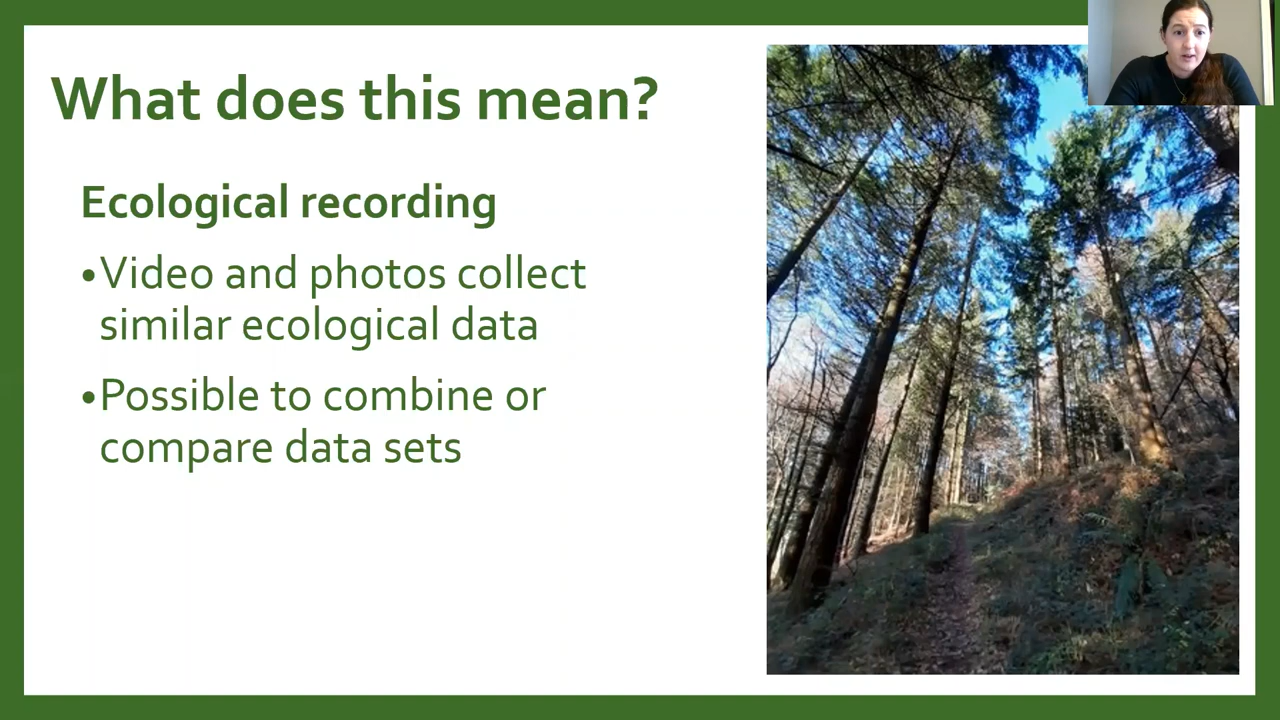 What does this mean?
Ecological recording
•Video and photos collect
similar ecological data
•Possible to combine or
compare data sets